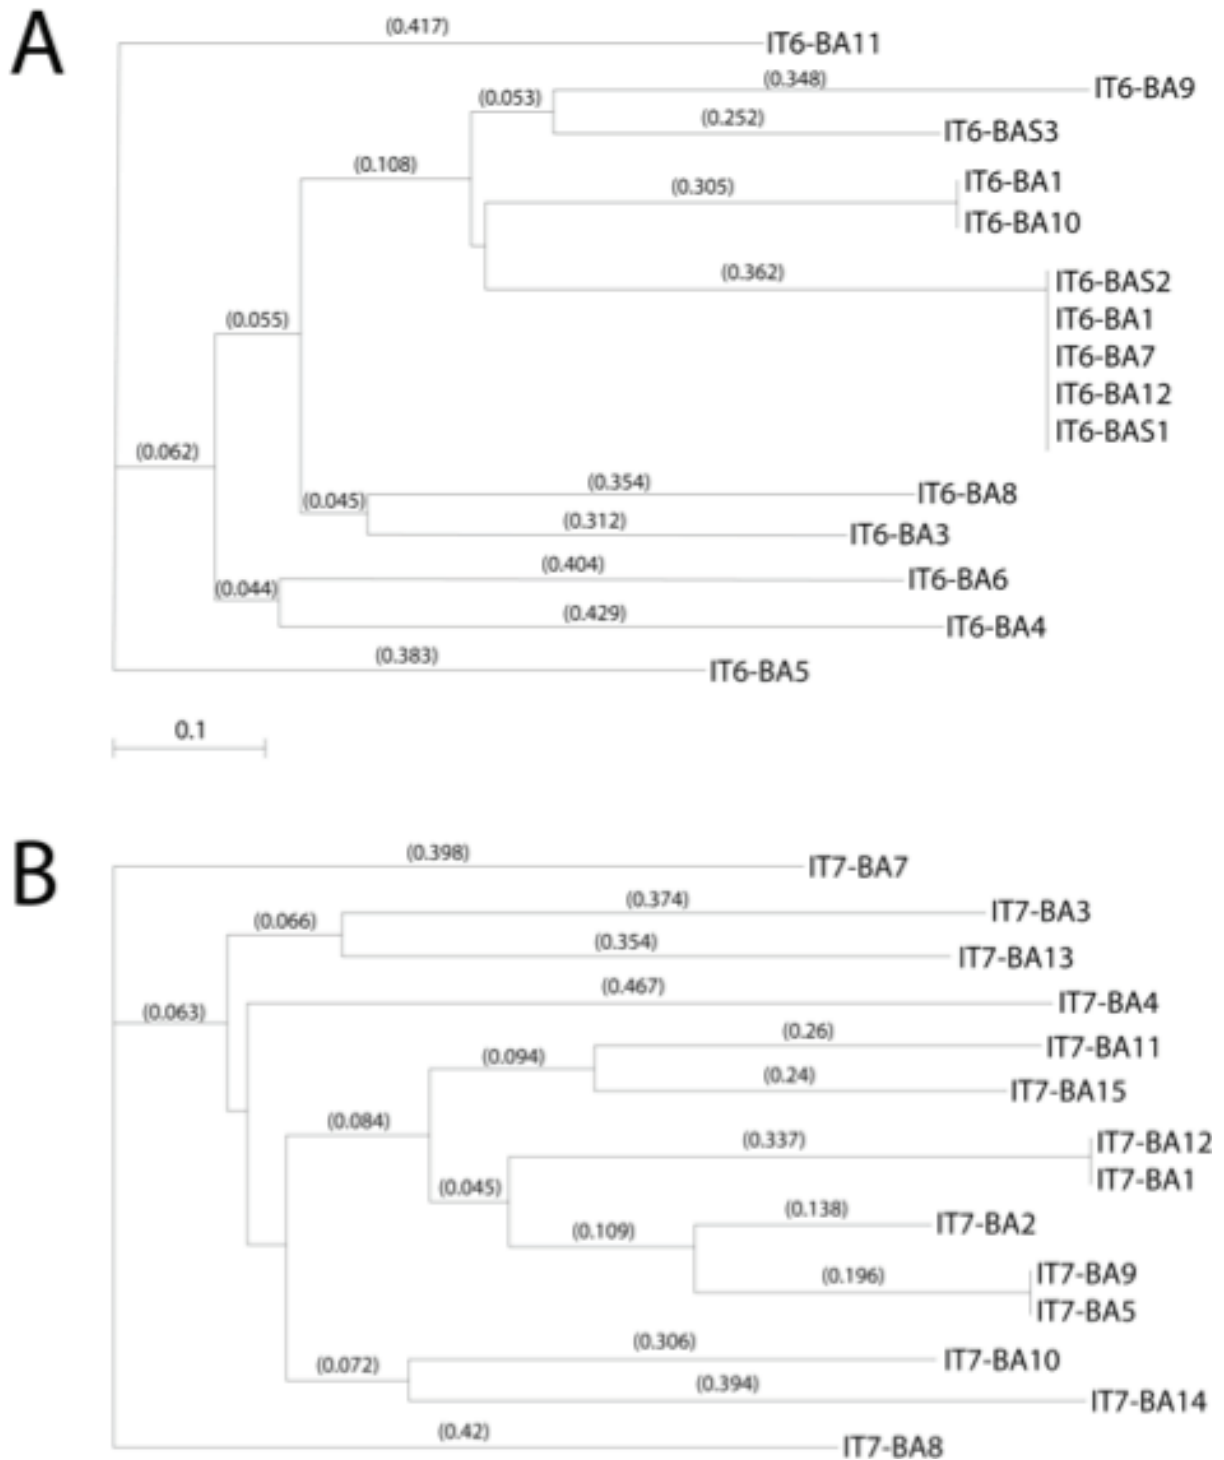 A
(0.417)
IT6-BA11
(0.348)
IT6-BA9
(0.053)
(0.252)
IT6-BAS3
(0.108)
(0.305)
IT6-BA1
IT6-BA10
(0.362)
IT6-BAS2
IT6-BA1
IT6-BA7
IT6-BA12
IT6-BAS1
(0.055)
(0.062)
(0.354)
IT6-BA8
(0.045)
(0.312)
IT6-BA3
(0.404)
IT6-BA6
(0.044)
(0.429)
IT6-BA4
(0.383)
IT6-BA5
0.1
B
(0.398)
IT7-BA7
(0.374)
IT7-BA3
(0.066)
(0.354)
IT7-BA13
(0.467)
IT7-BA4
(0.063)
(0.26)
IT7-BA11
(0.094)
(0.24)
IT7-BA15
(0.084)
(0.337)
IT7-BA12
IT7-BA1
(0.045)
(0.138)
IT7-BA2
(0.109)
(0.196)
IT7-BA9
IT7-BA5
(0.306)
IT7-BA10
(0.072)
(0.394)
IT7-BA14
(0.42)
IT7-BA8